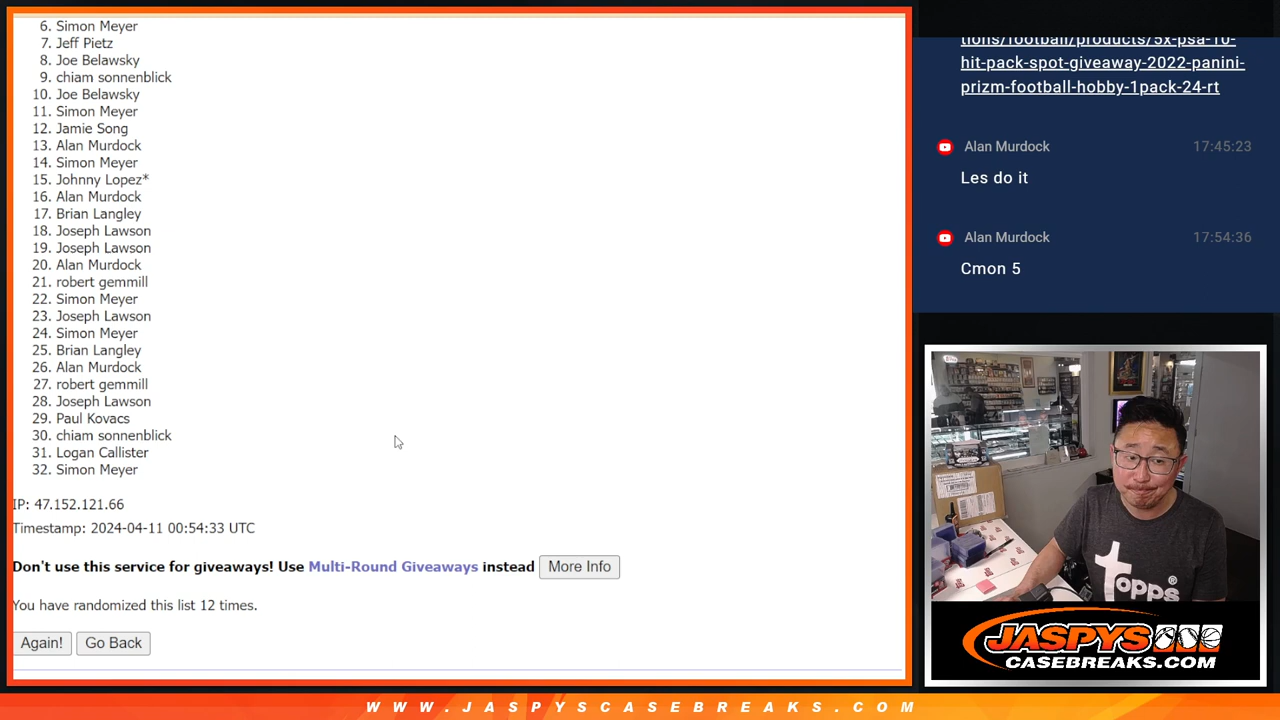 6. Simon Meyer
7. Jeff Pietz
8. Joe Belawsky
9. chiam sonnenblick
10. Joe Belawsky
11. Simon Meyer
12. Jamie Song
13. Alan Murdock
14. Simon Meyer
15. Johnny Lopez*
16. Alan Murdock
17. Brian Langley
18. Joseph Lawson
19. Joseph Lawson
20. Alan Murdock
21. robert gemmill
22. Simon Meyer
23. Joseph Lawson
24. Simon Meyer
25. Brian Langley
26. Alan Murdock
27. robert gemmill
28. Joseph Lawson
29. Paul Kovacs
30. chiam sonnenblick
31. Logan Callister
32. Simon Meyer
IP: 47.152.121.66
Timestamp: 2024-04-11 00:54:33 UTC
Don't use this service for giveaways! Use Multi-Round Giveaways instead More Info
You have randomized this list 12 times.
Again! Go Back
tions/football/products/5x-psa-10-
hit-pack-spot-giveaway-2022-panini-
prizm-football-hobby-1pack-24-rt
Alan Murdock 17:45:23
Les do it
Alan Murdock 17:54:36
Cmon 5
topps
JASPYS
CASEBREAKS.COM
WWW.JASPYSCASEBREAKS.COM